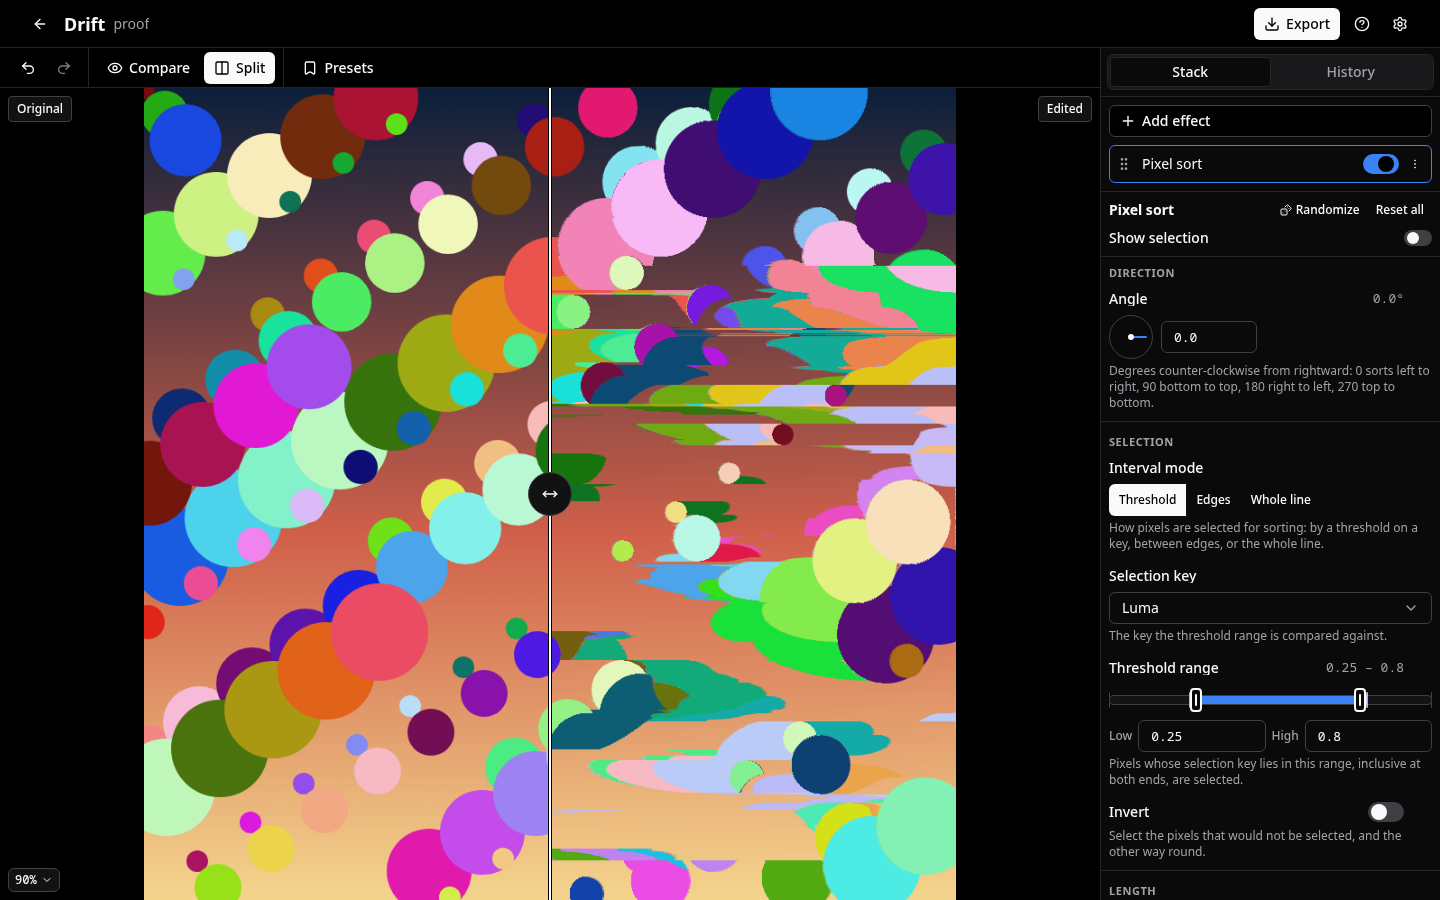 Drift proof
Export
Compare
Split
Presets
Stack
History
Original
Edited
Add effect
Pixel sort
Pixel sort
Randomize
Reset all
Show selection
DIRECTION
Angle
0.0°
0.0
Degrees counter-clockwise from rightward: 0 sorts left to
right, 90 bottom to top, 180 right to left, 270 top to
bottom.
SELECTION
Interval mode
Threshold
Edges
Whole line
How pixels are selected for sorting: by a threshold on a
key, between edges, or the whole line.
Selection key
Luma
The key the threshold range is compared against.
Threshold range
0.25 – 0.8
Low
0.25
High
0.8
Pixels whose selection key lies in this range, inclusive at
both ends, are selected.
Invert
Select the pixels that would not be selected, and the
other way round.
LENGTH
90%